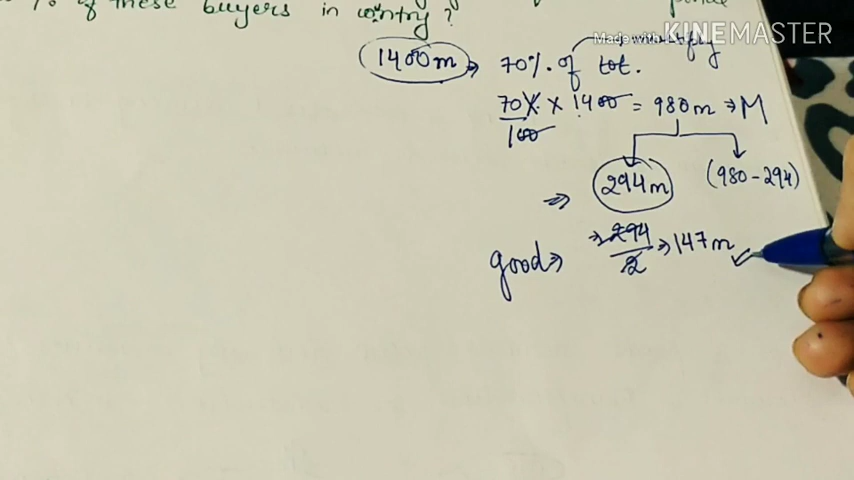 % of these buyers in country?
Made with KINEMASTER
1400m → 70% of tot.
70%/100 × 1400 = 980m ⇒ M
⇒ 294m (980-294)
good ⇒ ⇒ 294/2 ⇒ 147m ✓